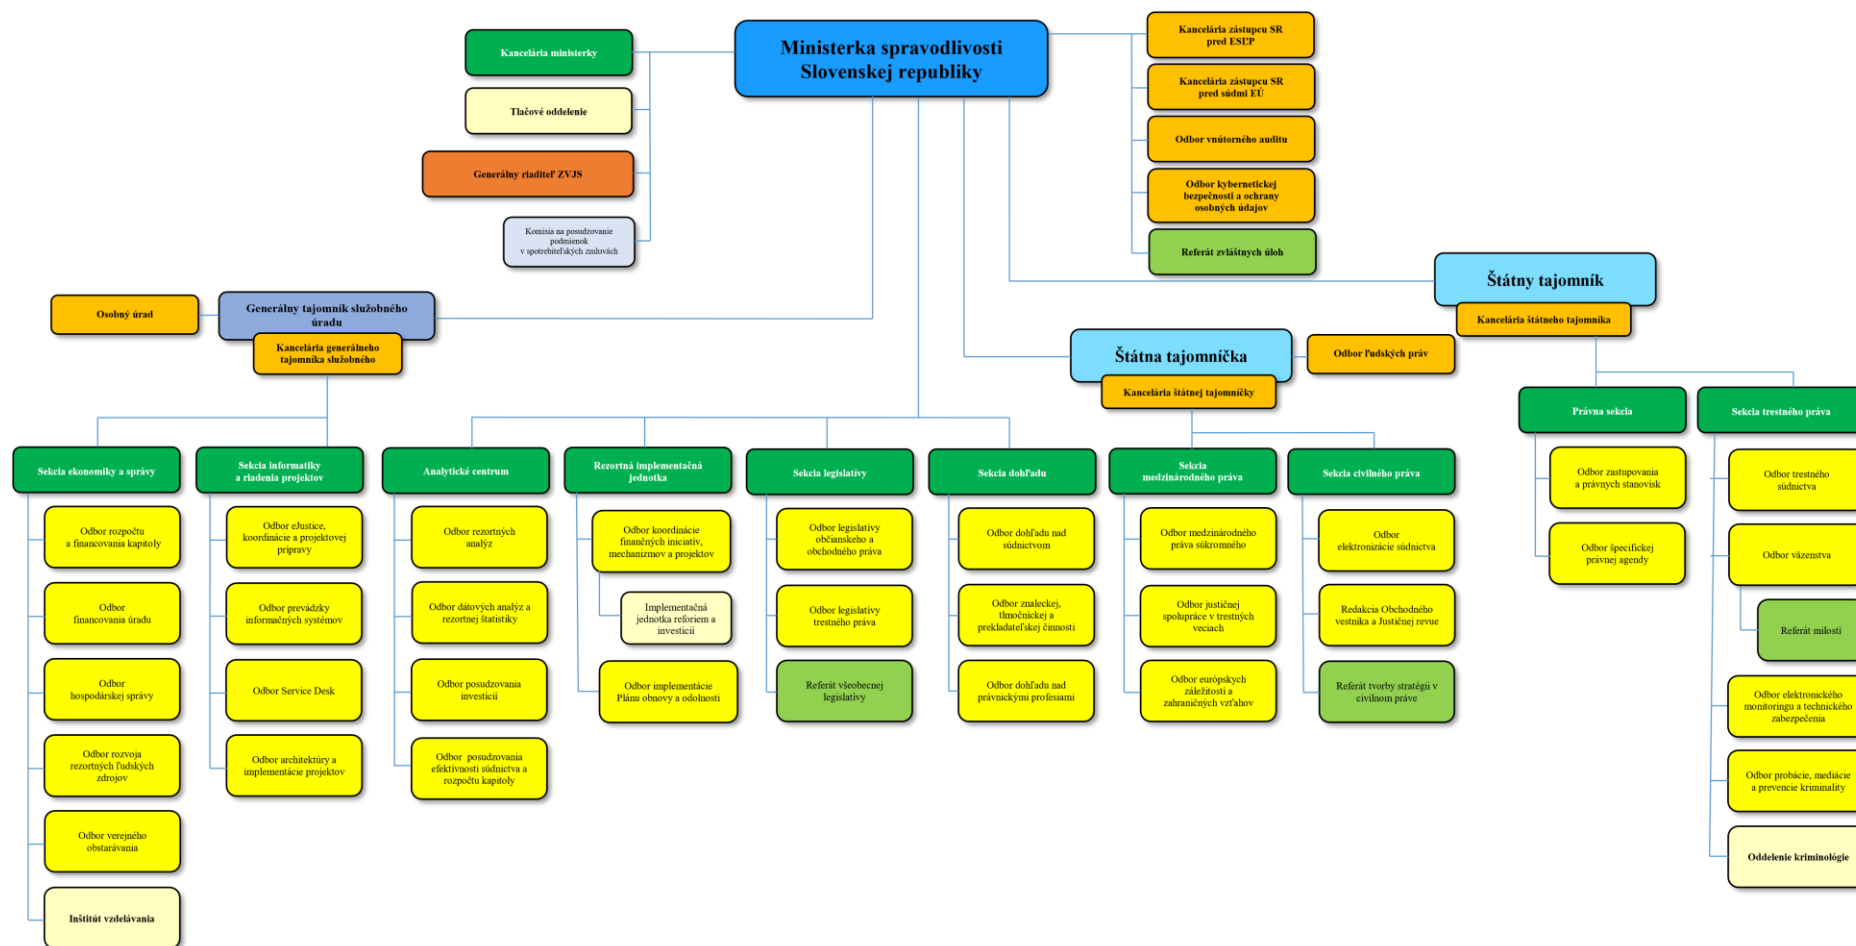 Ministerka spravodlivosti
Slovenskej republiky
Kancelária ministerky
Tlačové oddelenie
Generálny riaditeľ ZVJS
Komisia na posudzovanie
podmienok
v spotrebiteľských zmluvách
Kancelária zástupcu SR
pred ESĽP
Kancelária zástupcu SR
pred súdmi EÚ
Odbor vnútorného auditu
Odbor kybernetickej
bezpečnosti a ochrany
osobných údajov
Referát zvláštnych úloh
Osobný úrad
Generálny tajomník služobného
úradu
Kancelária generálneho
tajomníka služobného
Štátna tajomníčka
Kancelária štátnej tajomníčky
Odbor ľudských práv
Štátny tajomník
Kancelária štátneho tajomníka
Sekcia ekonomiky a správy
Odbor rozpočtu
a financovania kapitoly
Odbor
financovania úradu
Odbor
hospodárskej správy
Odbor rozvoja
rezortných ľudských
zdrojov
Odbor verejného
obstarávania
Inštitút vzdelávania
Sekcia informatiky
a riadenia projektov
Odbor eJustice,
koordinácie a projektovej
prípravy
Odbor prevádzky
informačných systémov
Odbor Service Desk
Odbor architektúry a
implementácie projektov
Analytické centrum
Odbor rezortných
analýz
Odbor dátových analýz a
rezortnej štatistiky
Odbor posudzovania
investícií
Odbor  posudzovania
efektívnosti súdnictva a
rozpočtu kapitoly
Rezortná implementačná
jednotka
Odbor koordinácie
finančných iniciatív,
mechanizmov a projektov
Implementačná
jednotka reforiem a
investícií
Odbor implementácie
Plánu obnovy a odolnosti
Sekcia legislatívy
Odbor legislatívy
občianskeho a
obchodného práva
Odbor legislatívy
trestného práva
Referát všeobecnej
legislatívy
Sekcia dohľadu
Odbor dohľadu nad
súdnictvom
Odbor znaleckej,
tlmočníckej a
prekladateľskej činnosti
Odbor dohľadu nad
právnickými profesiami
Sekcia
medzinárodného práva
Odbor medzinárodného
práva súkromného
Odbor justičnej
spolupráce v trestných
veciach
Odbor európskych
záležitostí a
zahraničných vzťahov
Sekcia civilného práva
Odbor
elektronizácie súdnictva
Redakcia Obchodného
vestníka a Justičnej revue
Referát tvorby stratégií v
civilnom práve
Právna sekcia
Odbor zastupovania
a právnych stanovísk
Odbor špecifickej
právnej agendy
Sekcia trestného práva
Odbor trestného
súdnictva
Odbor väzenstva
Referát milostí
Odbor elektronického
monitoringu a technického
zabezpečenia
Odbor probácie, mediácie
a prevencie kriminality
Oddelenie kriminológie